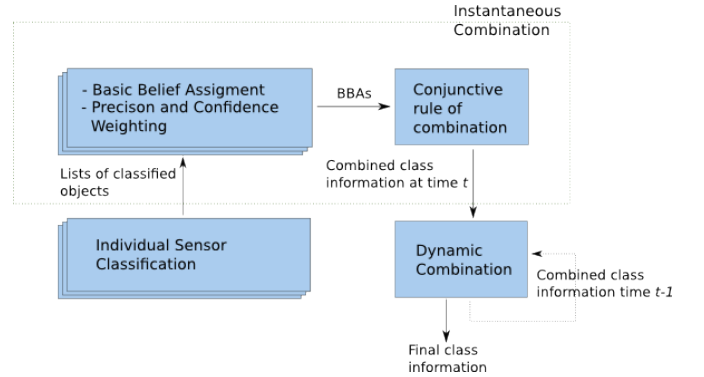 Instantaneous
Combination
- Basic Belief Assigment
- Precison and Confidence
Weighting
BBAs
Conjunctive
rule of
combination
Lists of classified
objects
Combined class
information at time t
Individual Sensor
Classification
Dynamic
Combination
Combined class
information time t-1
Final class
information